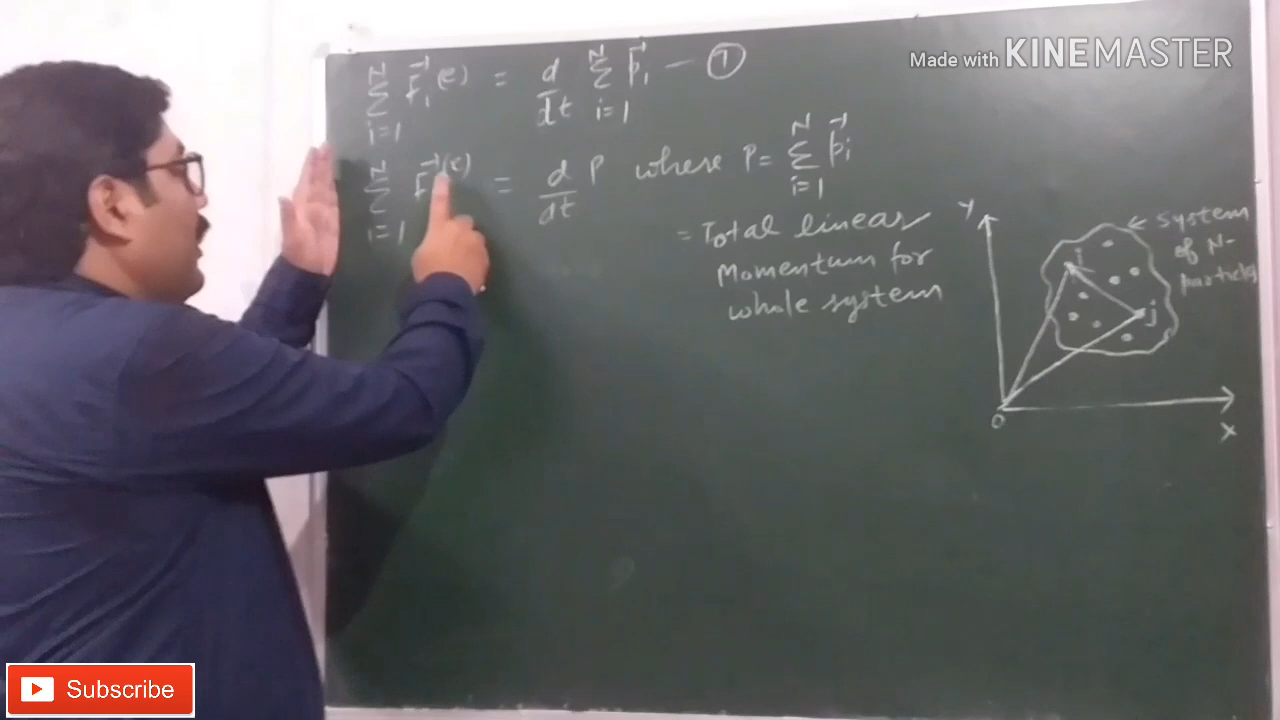 Made with KINEMASTER
N N
∑ F⃗ᵢ⁽ᵉ⁾ = d/dt ∑ p⃗ᵢ — ⑦
i=1 i=1
N N
∑ F⃗ ⁽ᵉ⁾ = d/dt P where P = ∑ p⃗ᵢ
i=1 i=1
= Total linear
Momentum for
whole system
Y
← system
of N-
particles
i
j
O
X
Subscribe